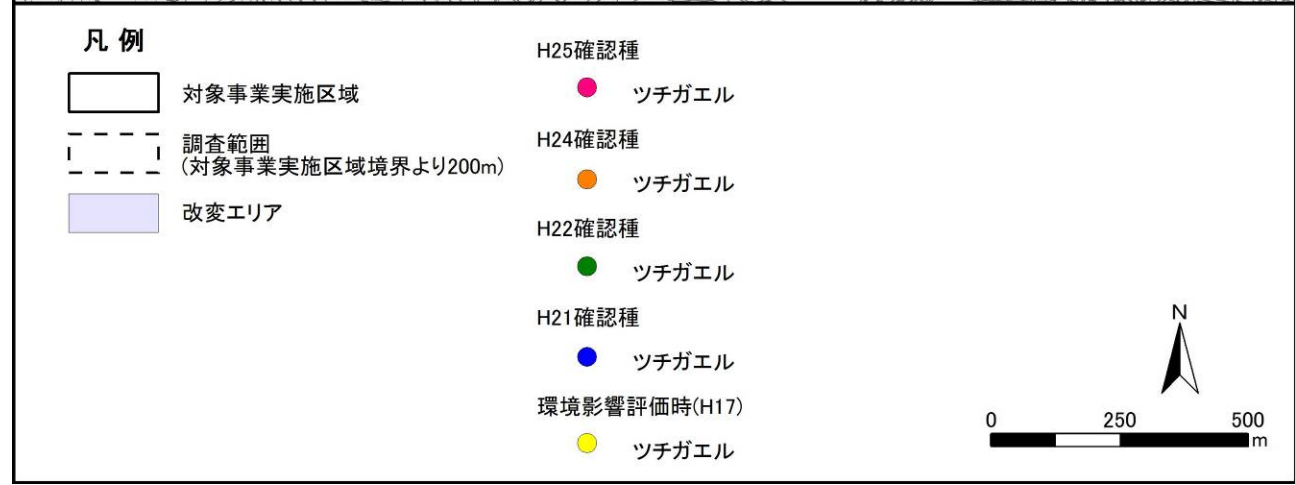 凡 例
対象事業実施区域
調査範囲
(対象事業実施区域境界より200m)
改変エリア
H25確認種
ツチガエル
H24確認種
ツチガエル
H22確認種
ツチガエル
H21確認種
ツチガエル
環境影響評価時(H17)
ツチガエル
N
0 250 500
m